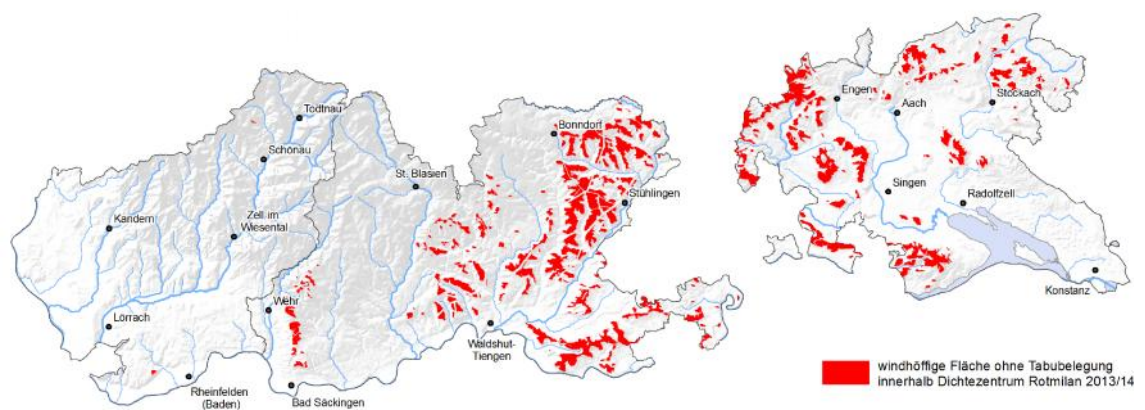 Todtnau
Schönau
Bonndorf
St. Blasien
Stühlingen
Kandern
Zell im
Wiesental
Wehr
Lörrach
Waldshut-
Tiengen
Rheinfelden
(Baden)
Bad Säckingen
Engen
Aach
Stockach
Singen
Radolfzell
Konstanz
windhöffige Fläche ohne Tabubelegung
innerhalb Dichtezentrum Rotmilan 2013/14